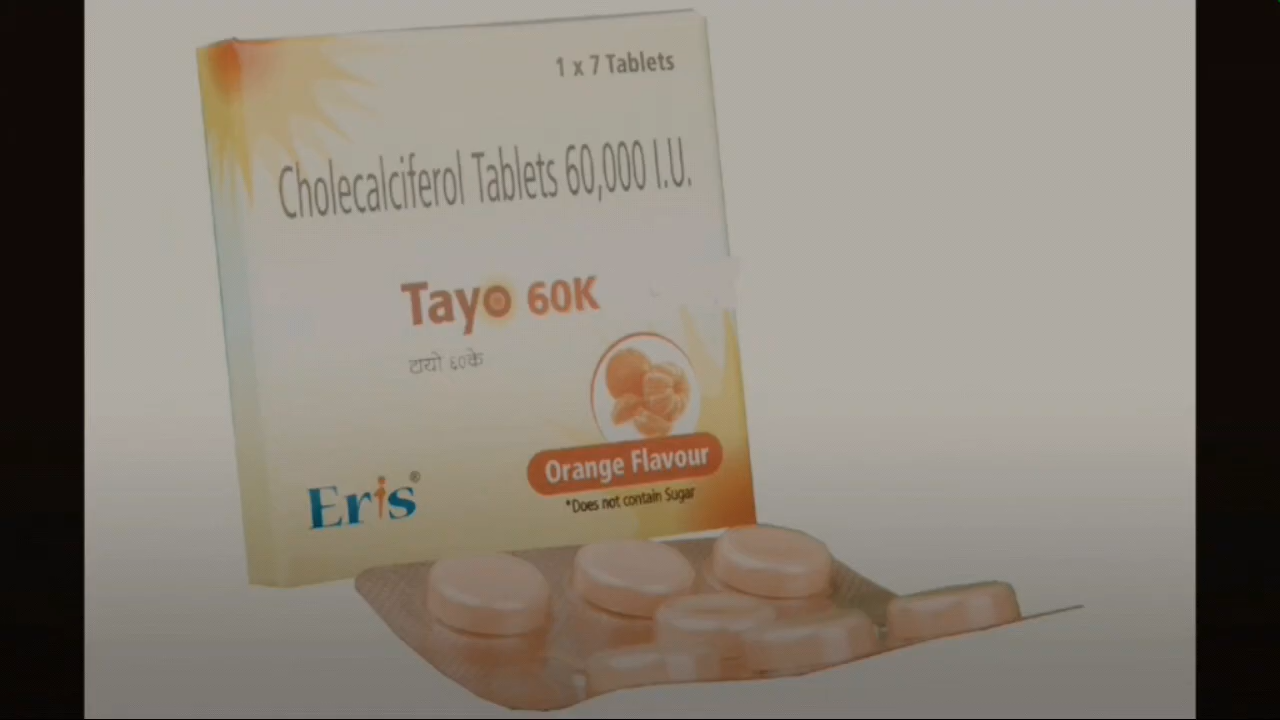 1 x 7 Tablets
Cholecalciferol Tablets 60,000 I.U.
Tayo 60K
टायो ६०के
Eris®
Orange Flavour
*Does not contain Sugar